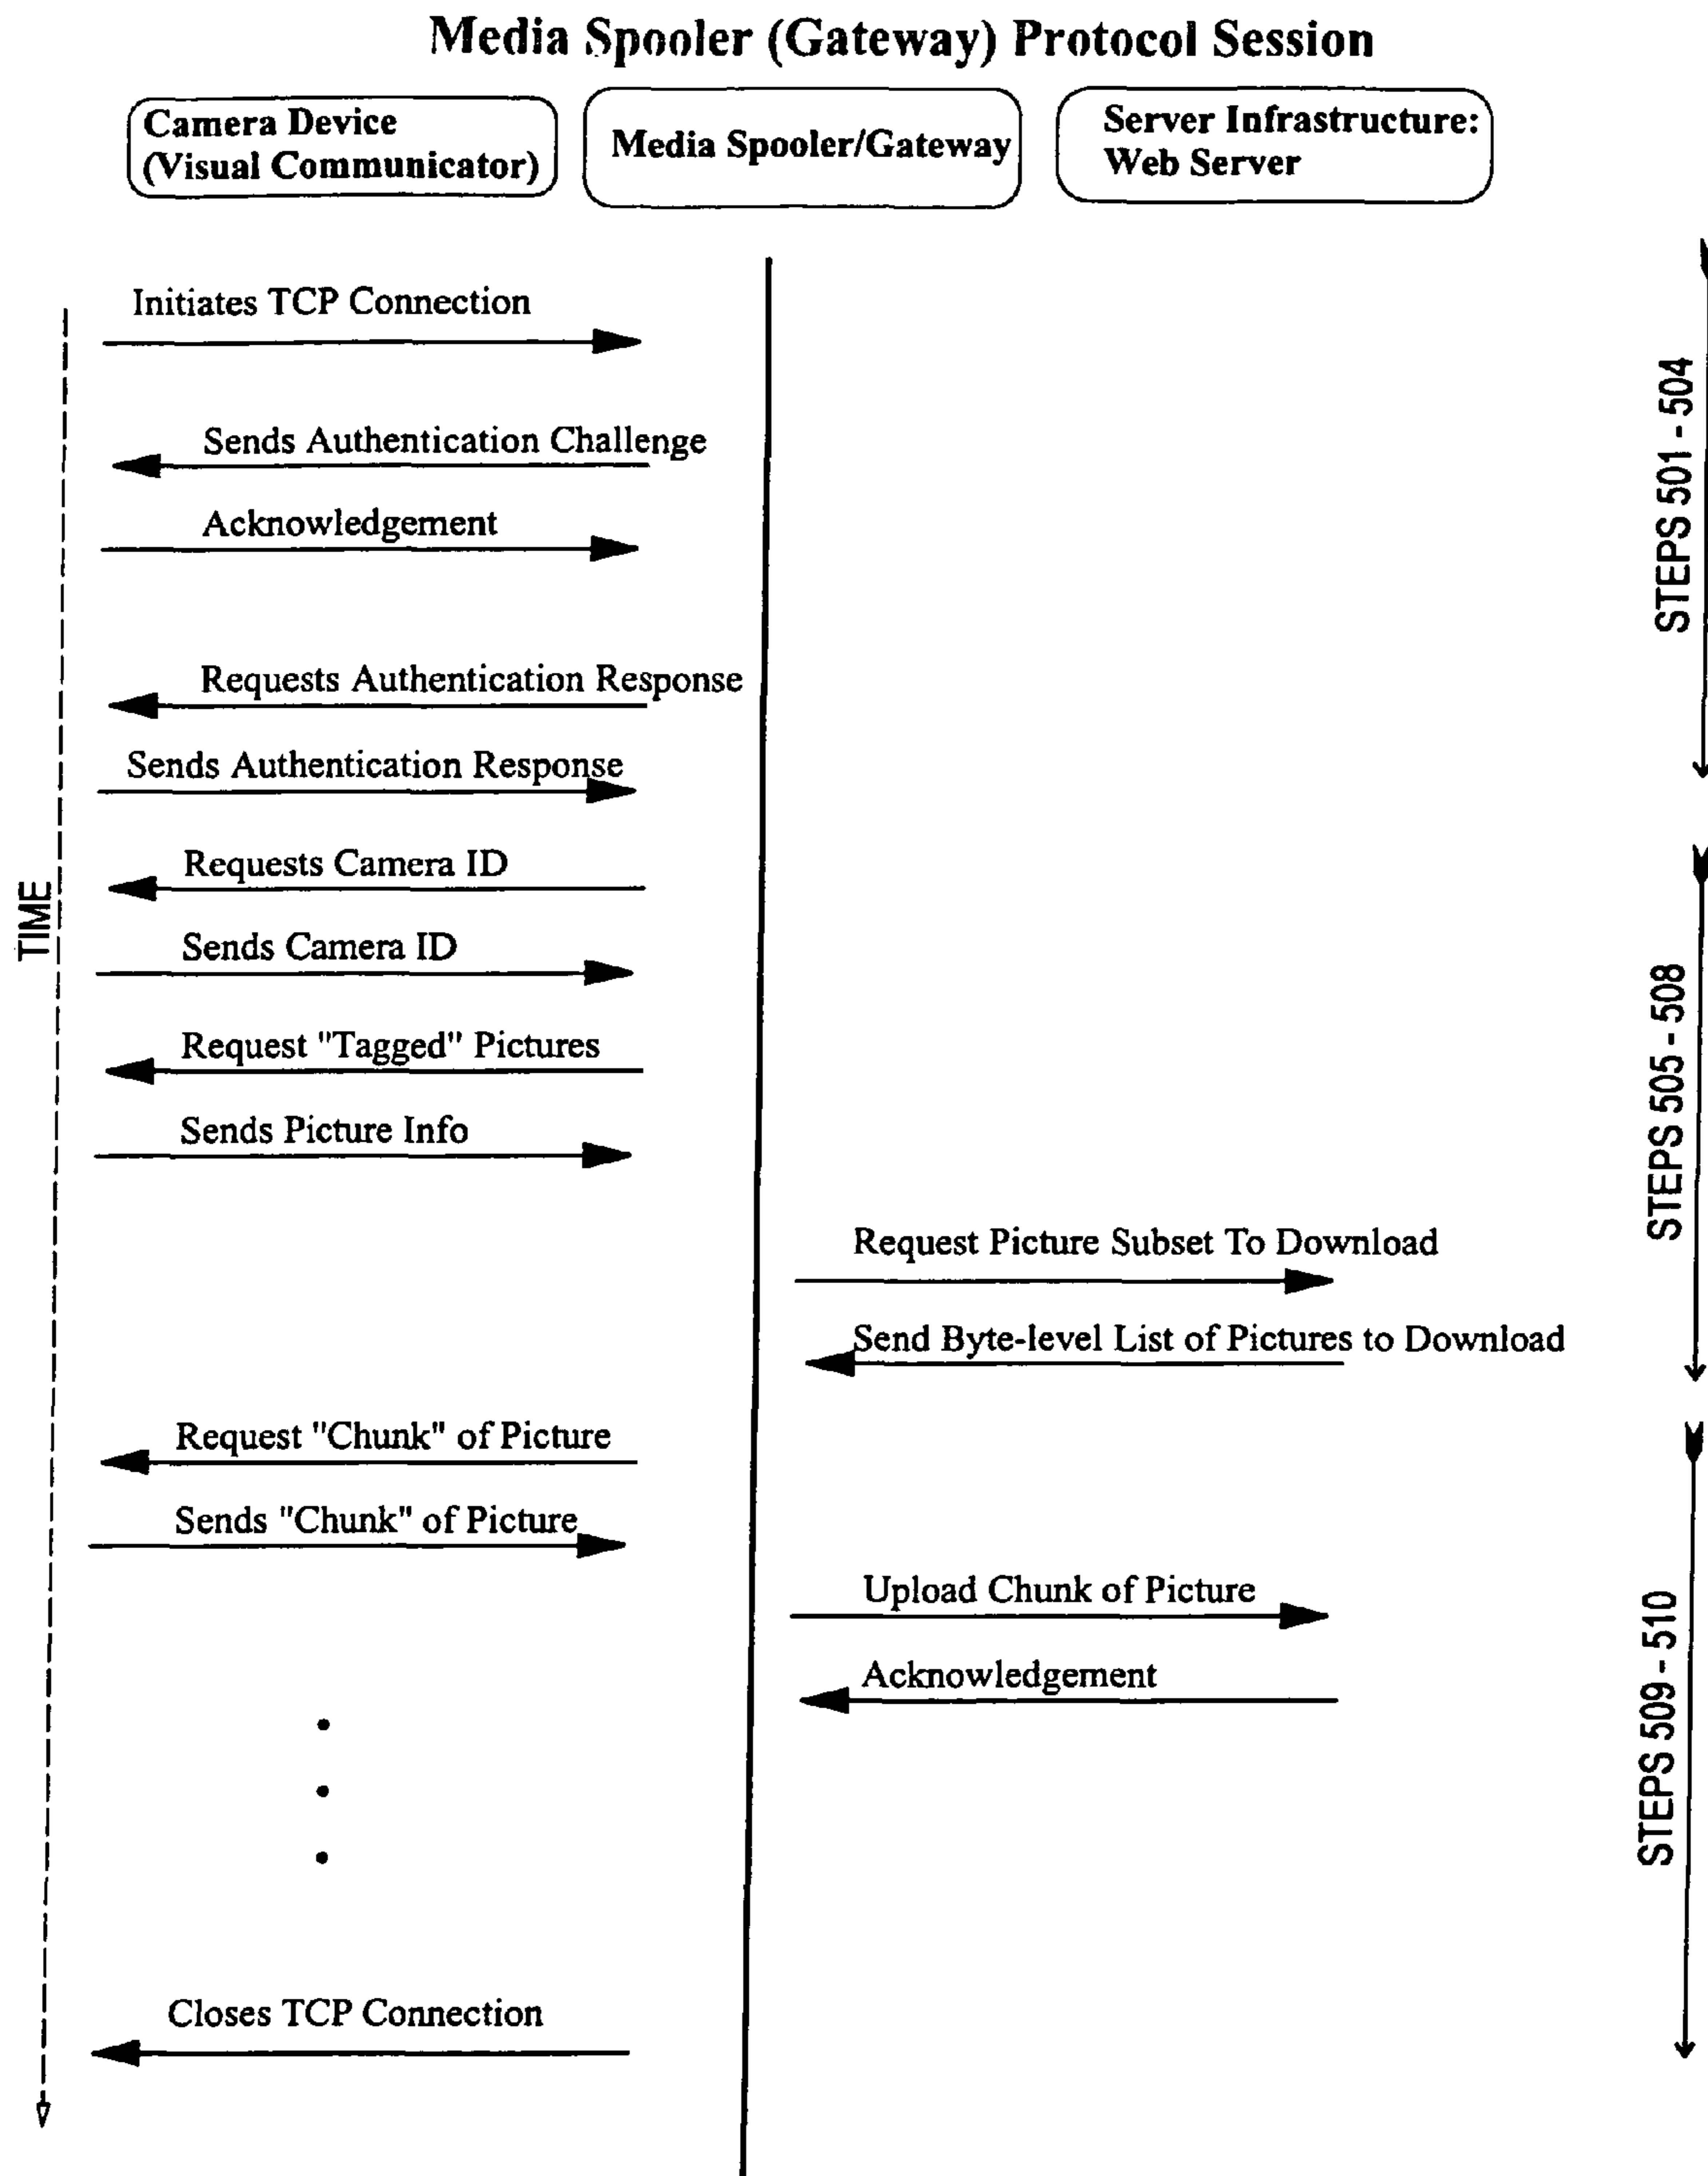 Media Spooler (Gateway) Protocol Session
Camera Device
(Visual Communicator)
Media Spooler/Gateway
Server Infrastructure:
Web Server
Initiates TCP Connection
Sends Authentication Challenge
Acknowledgement
Requests Authentication Response
Sends Authentication Response
Requests Camera ID
Sends Camera ID
Request "Tagged" Pictures
Sends Picture Info
Request Picture Subset To Download
Send Byte-level List of Pictures to Download
Request "Chunk" of Picture
Sends "Chunk" of Picture
Upload Chunk of Picture
Acknowledgement
Closes TCP Connection
TIME
STEPS 501 - 504
STEPS 505 - 508
STEPS 509 - 510